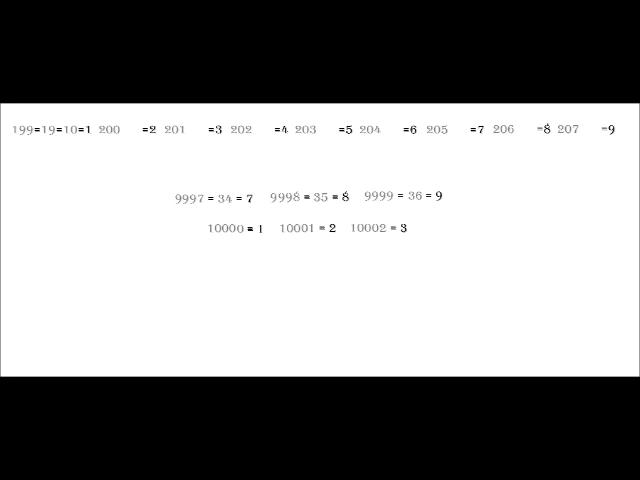 199=19=10=1 200 =2 201 =3 202 =4 203 =5 204 =6 205 =7 206 =8 207 =9
9997 = 34 = 7 9998 = 35 = 8 9999 = 36 = 9
10000 = 1 10001 = 2 10002 = 3